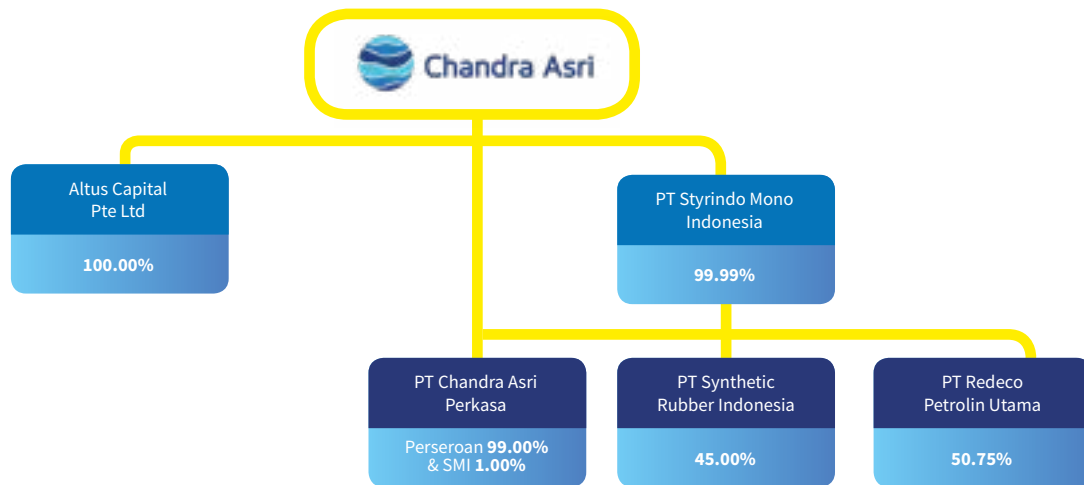 Chandra Asri
Altus Capital
Pte Ltd
100.00%
PT Styrindo Mono
Indonesia
99.99%
PT Chandra Asri
Perkasa
Perseroan 99.00%
& SMI 1.00%
PT Synthetic
Rubber Indonesia
45.00%
PT Redeco
Petrolin Utama
50.75%